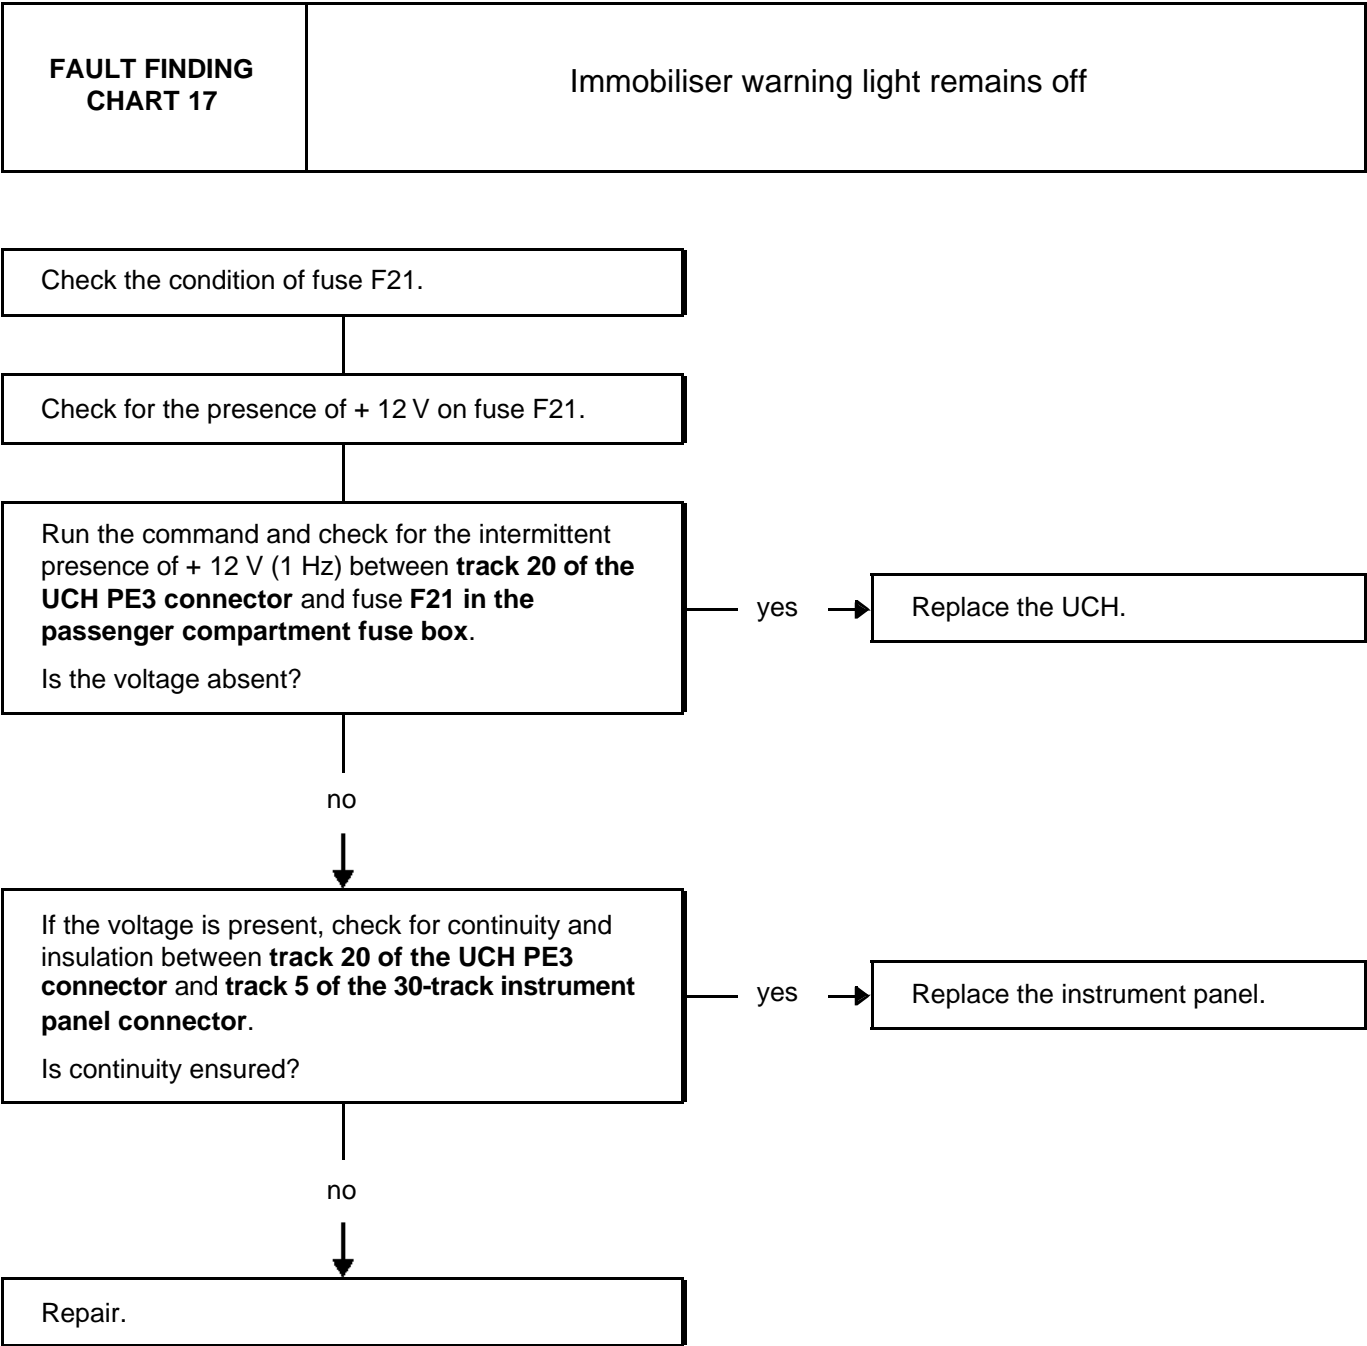 FAULT FINDING
CHART 17
Immobiliser warning light remains off
Check the condition of fuse F21.
Check for the presence of + 12 V on fuse F21.
Run the command and check for the intermittent
presence of + 12 V (1 Hz) between track 20 of the
UCH PE3 connector and fuse F21 in the
passenger compartment fuse box.
Is the voltage absent?
yes
Replace the UCH.
no
If the voltage is present, check for continuity and
insulation between track 20 of the UCH PE3
connector and track 5 of the 30-track instrument
panel connector.
Is continuity ensured?
yes
Replace the instrument panel.
no
Repair.